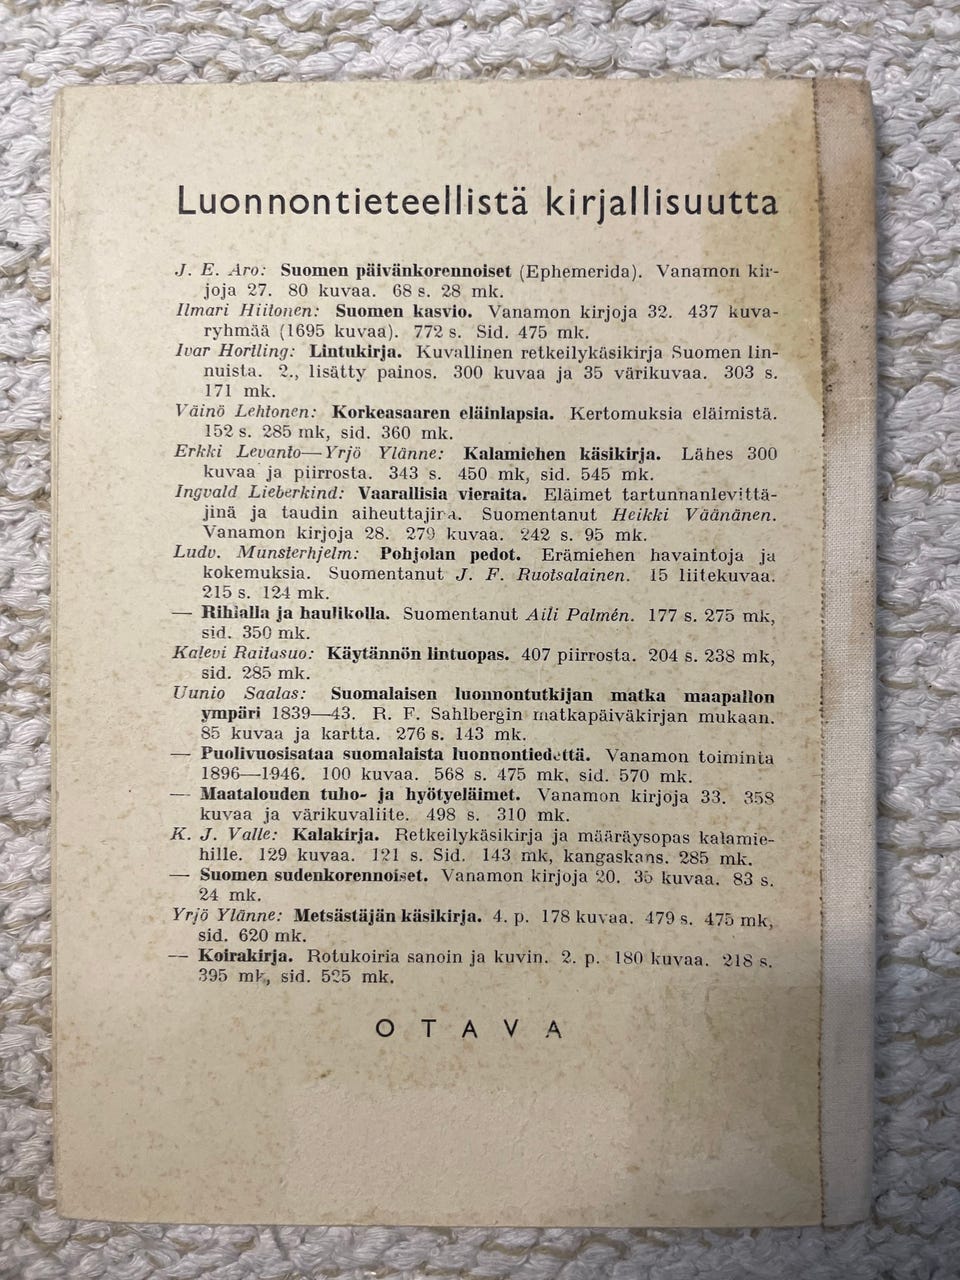 Luonnontieteellistä kirjallisuutta
J. E. Aro: Suomen päivänkorennoiset (Ephemerida). Vanamon kir-
joja 27. 80 kuvaa. 68 s. 28 mk.
Ilmari Hiitonen: Suomen kasvio. Vanamon kirjoja 32. 437 kuva-
ryhmää (1695 kuvaa). 772 s. Sid. 475 mk.
Ivar Hortling: Lintukirja. Kuvallinen retkeilykäsikirja Suomen lin-
nuista. 2., lisätty painos. 300 kuvaa ja 35 värikuvaa. 303 s.
171 mk.
Väinö Lehtonen: Korkeasaaren eläinlapsia. Kertomuksia eläimistä.
152 s. 285 mk, sid. 360 mk.
Erkki Levanto—Yrjö Ylänne: Kalamiehen käsikirja. Lähes 300
kuvaa ja piirrosta. 343 s. 450 mk, sid. 545 mk.
Ingvald Lieberkind: Vaarallisia vieraita. Eläimet tartunnanlevittä-
jinä ja taudin aiheuttajina. Suomentanut Heikki Väänänen.
Vanamon kirjoja 28. 279 kuvaa. 242 s. 95 mk.
Ludv. Munsterhjelm: Pohjolan pedot. Erämiehen havaintoja ja
kokemuksia. Suomentanut J. F. Ruotsalainen. 15 liitekuvaa.
215 s. 124 mk.
— Rihlalla ja haulikolla. Suomentanut Aili Palmén. 177 s. 275 mk,
sid. 350 mk.
Kalevi Raitasuo: Käytännön lintuopas. 407 piirrosta. 204 s. 238 mk,
sid. 285 mk.
Uunio Saalas: Suomalaisen luonnontutkijan matka maapallon
ympäri 1839—43. R. F. Sahlbergin matkapäiväkirjan mukaan.
85 kuvaa ja kartta. 276 s. 143 mk.
— Puolivuosisataa suomalaista luonnontiedettä. Vanamon toiminta
1896—1946. 100 kuvaa. 568 s. 475 mk, sid. 570 mk.
— Maatalouden tuho- ja hyötyeläimet. Vanamon kirjoja 33. 358
kuvaa ja värikuvaliite. 498 s. 310 mk.
K. J. Valle: Kalakirja. Retkeilykäsikirja ja määräysopas kalamie-
hille. 129 kuvaa. 121 s. Sid. 143 mk, kangaskans. 285 mk.
— Suomen sudenkorennoiset. Vanamon kirjoja 20. 35 kuvaa. 83 s.
24 mk.
Yrjö Ylänne: Metsästäjän käsikirja. 4. p. 178 kuvaa. 479 s. 475 mk,
sid. 620 mk.
— Koirakirja. Rotukoiria sanoin ja kuvin. 2. p. 180 kuvaa. 218 s.
395 mk, sid. 525 mk.
OTAVA